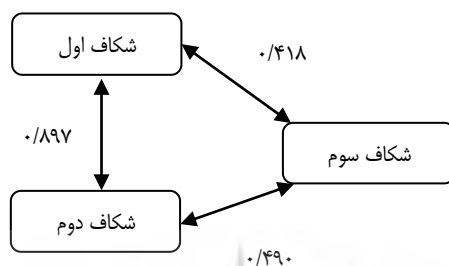 شکاف اول
۰/۴۱۸
۰/۸۹۷
شکاف سوم
شکاف دوم
۰/۴۹۰